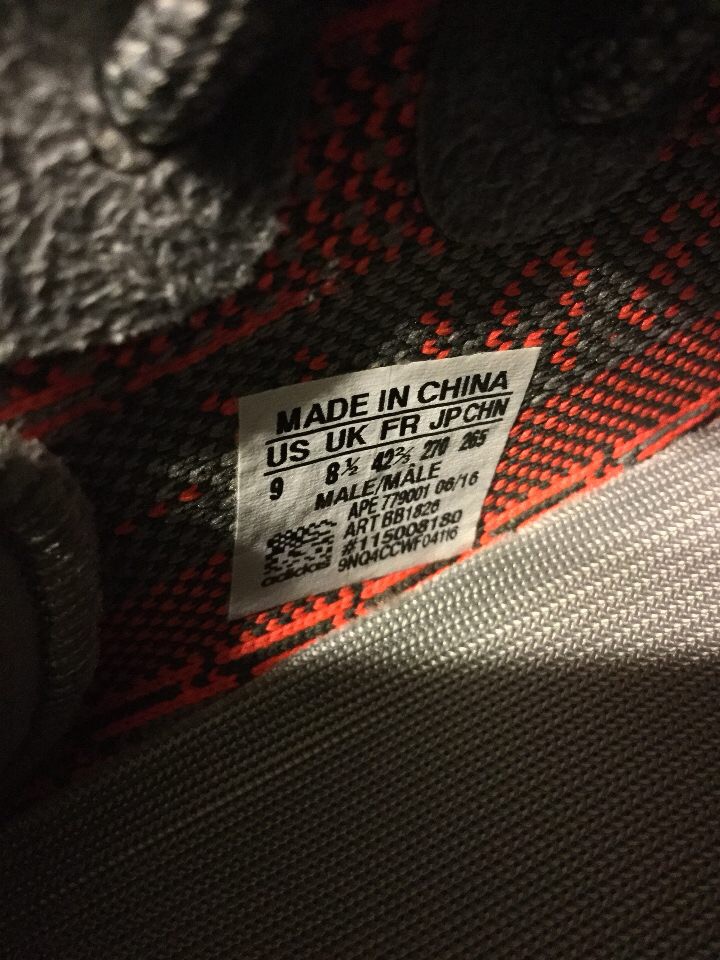 MADE IN CHINA
US UK FR JP CHN
9 8½ 42⅔ 270 265
MALE/MÂLE
APE 779001 06/16
ART BB1826
#115008180
9NQ4CCWF04116
adidas